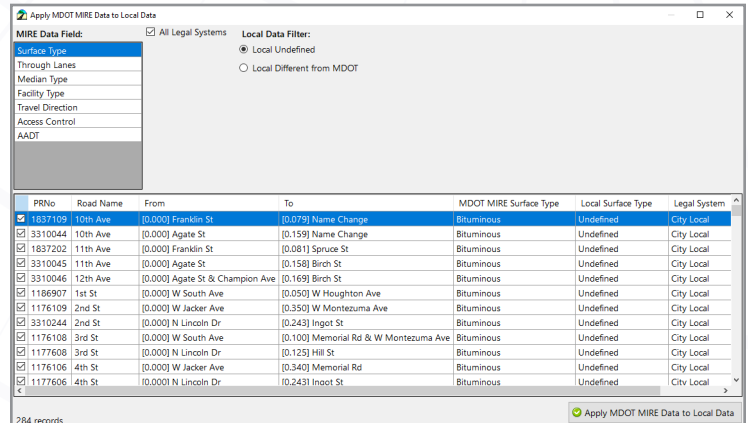 Apply MDOT MIRE Data to Local Data
MIRE Data Field:
All Legal Systems
Local Data Filter:
Surface Type
Through Lanes
Median Type
Facility Type
Travel Direction
Access Control
AADT
Local Undefined
Local Different from MDOT
PRNo Road Name From To MDOT MIRE Surface Type Local Surface Type Legal System
1837109 10th Ave [0.000] Franklin St [0.079] Name Change Bituminous Undefined City Local
3310044 10th Ave [0.000] Agate St [0.159] Name Change Bituminous Undefined City Local
1837202 11th Ave [0.000] Franklin St [0.081] Spruce St Bituminous Undefined City Local
3310045 11th Ave [0.000] Agate St [0.158] Birch St Bituminous Undefined City Local
3310046 12th Ave [0.000] Agate St & Champion Ave [0.169] Birch St Bituminous Undefined City Local
1186907 1st St [0.000] W South Ave [0.050] W Houghton Ave Bituminous Undefined City Local
1176109 2nd St [0.000] W Jacker Ave [0.350] W Montezuma Ave Bituminous Undefined City Local
3310244 2nd St [0.000] N Lincoln Dr [0.243] Ingot St Bituminous Undefined City Local
1176108 3rd St [0.000] W South Ave [0.100] Memorial Rd & W Montezuma Ave Bituminous Undefined City Local
1177608 3rd St [0.000] N Lincoln Dr [0.125] Hill St Bituminous Undefined City Local
1176106 4th St [0.000] W Jacker Ave [0.340] Memorial Rd Bituminous Undefined City Local
1177606 4th St [0.000] N Lincoln Dr [0.243] Ingot St Bituminous Undefined City Local
284 records
Apply MDOT MIRE Data to Local Data